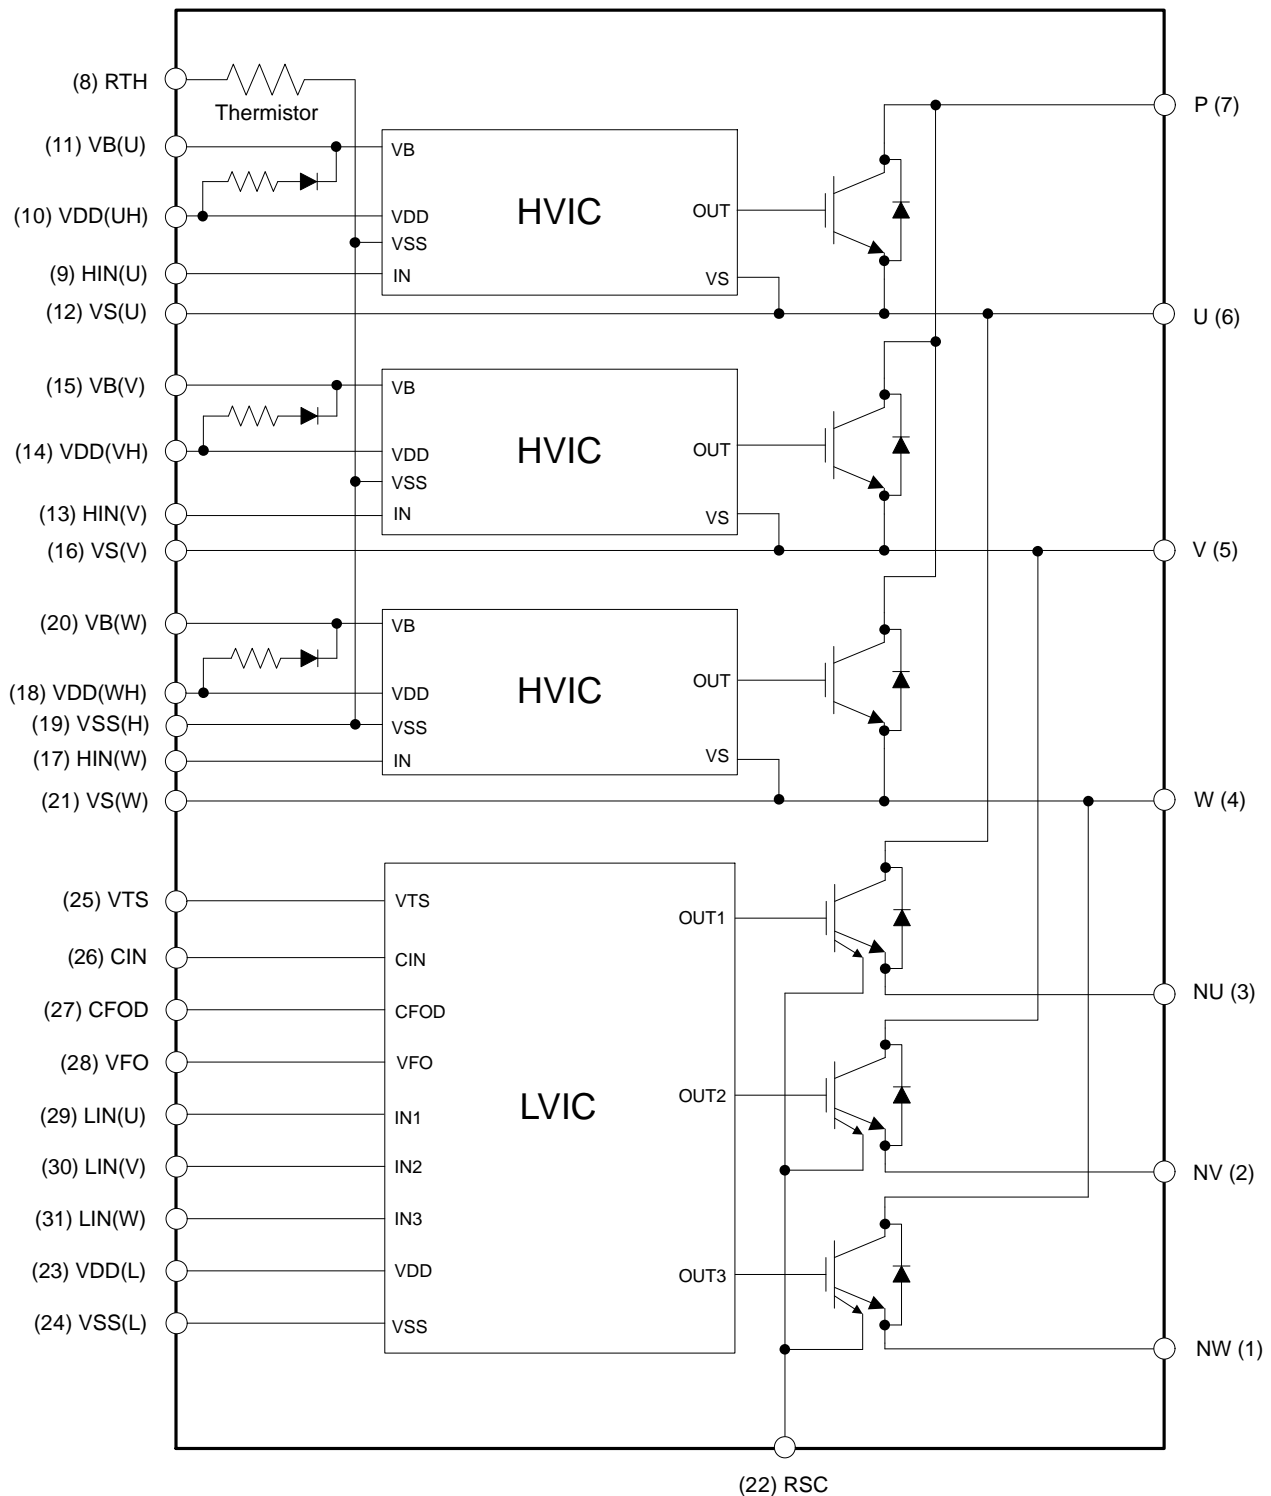 (8) RTH
Thermistor
P (7)
(11) VB(U)
VB
(10) VDD(UH)
VDD
HVIC
OUT
VSS
(9) HIN(U)
IN
VS
(12) VS(U)
U (6)
(15) VB(V)
VB
(14) VDD(VH)
VDD
HVIC
OUT
VSS
(13) HIN(V)
IN
VS
(16) VS(V)
V (5)
(20) VB(W)
VB
(18) VDD(WH)
VDD
HVIC
OUT
(19) VSS(H)
VSS
(17) HIN(W)
IN
VS
(21) VS(W)
W (4)
(25) VTS
VTS
OUT1
(26) CIN
CIN
(27) CFOD
CFOD
NU (3)
(28) VFO
VFO
(29) LIN(U)
IN1
LVIC
OUT2
(30) LIN(V)
IN2
NV (2)
(31) LIN(W)
IN3
(23) VDD(L)
VDD
OUT3
(24) VSS(L)
VSS
NW (1)
(22) RSC